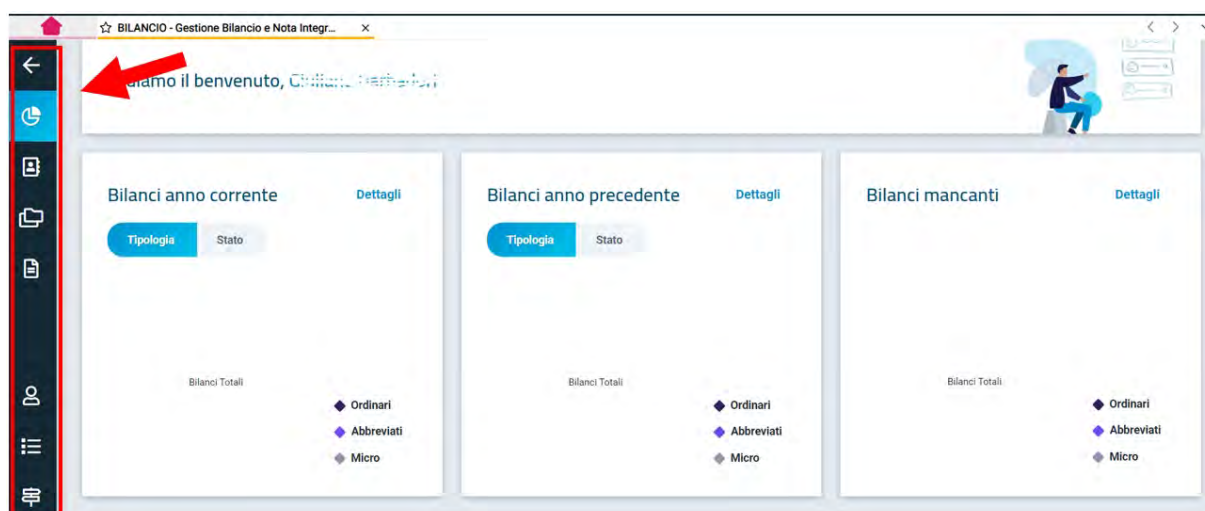 BILANCIO - Gestione Bilancio e Nota Integr...
il benvenuto,
Bilanci anno corrente
Dettagli
Tipologia
Stato
Bilanci Totali
Ordinari
Abbreviati
Micro
Bilanci anno precedente
Dettagli
Tipologia
Stato
Bilanci Totali
Ordinari
Abbreviati
Micro
Bilanci mancanti
Dettagli
Bilanci Totali
Ordinari
Abbreviati
Micro